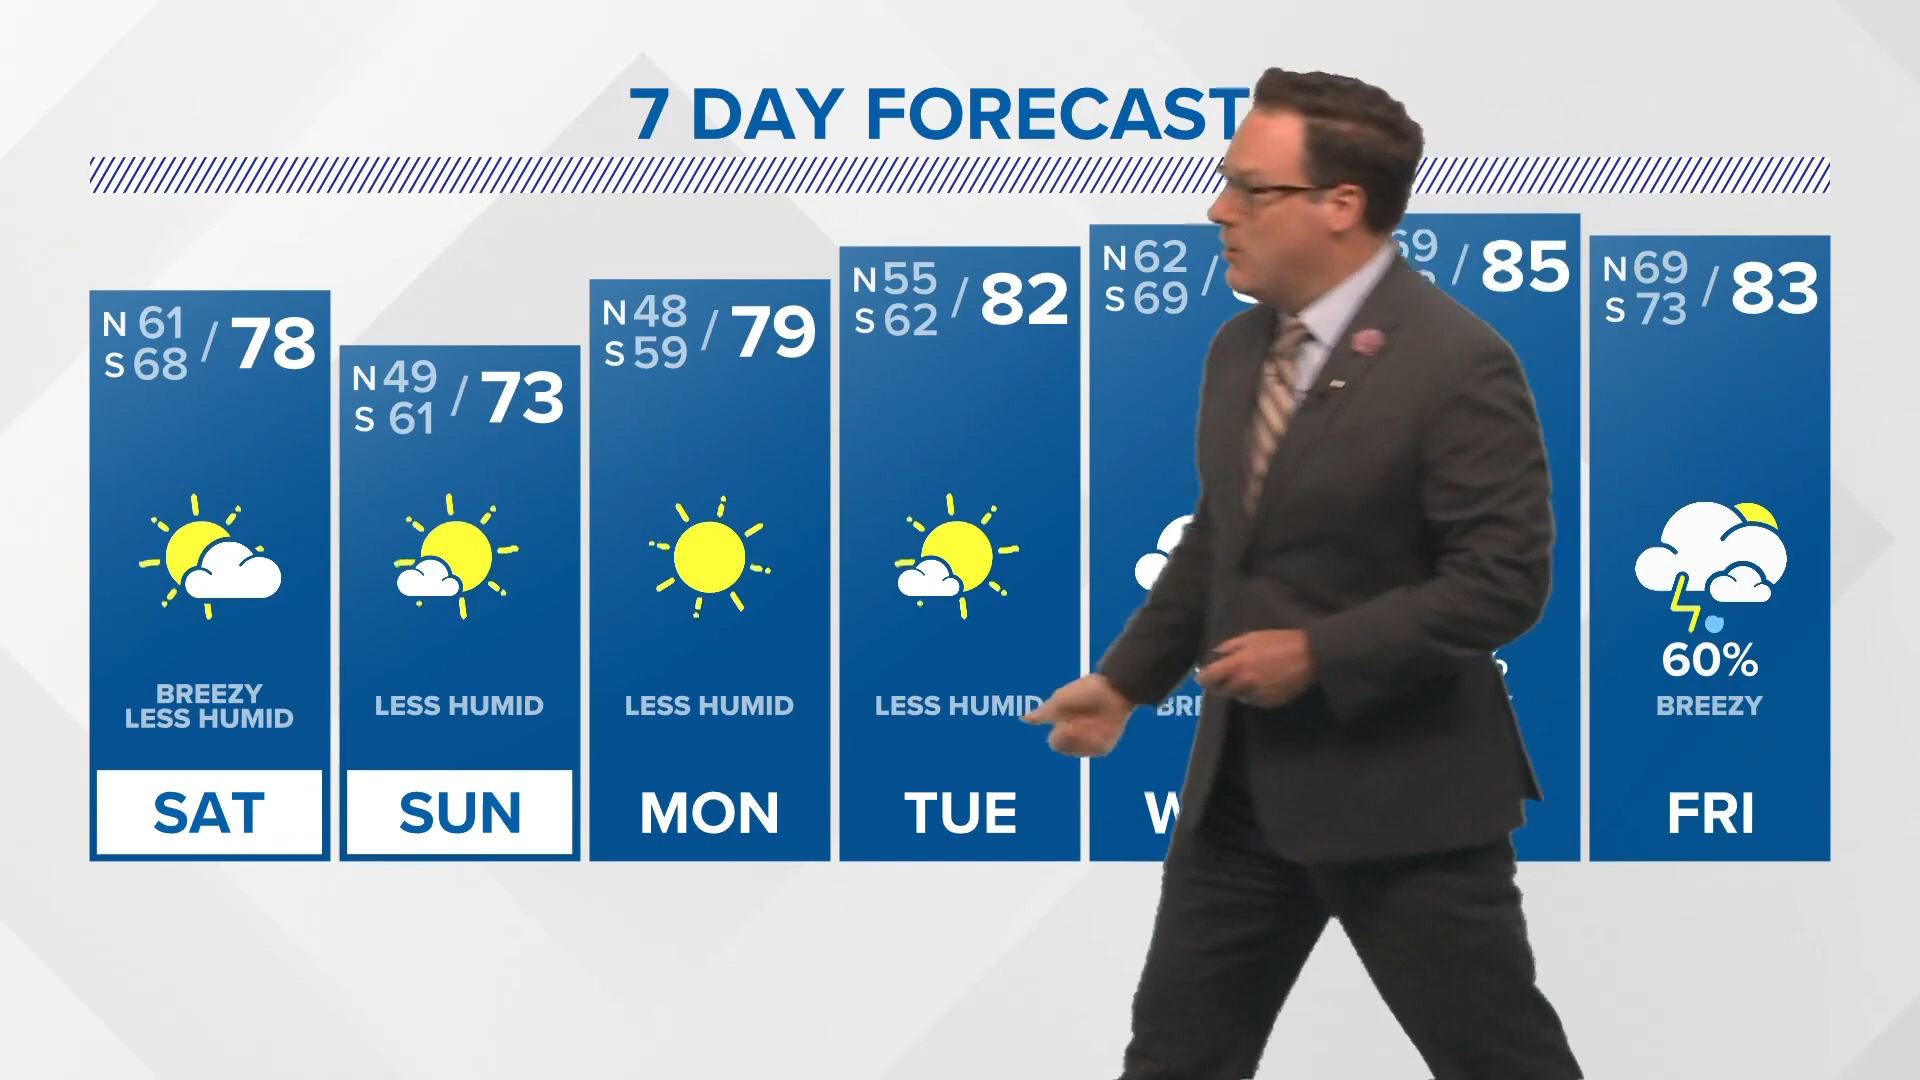 7 DAY FORECAST
N 61
S 68 / 78
BREEZY
LESS HUMID
SAT
N 49
S 61 / 73
LESS HUMID
SUN
N 48
S 59 / 79
LESS HUMID
MON
N 55
S 62 / 82
LESS HUMID
TUE
N 62
S 69 /
69 / 85
N 69
S 73 / 83
60%
BREEZY
FRI